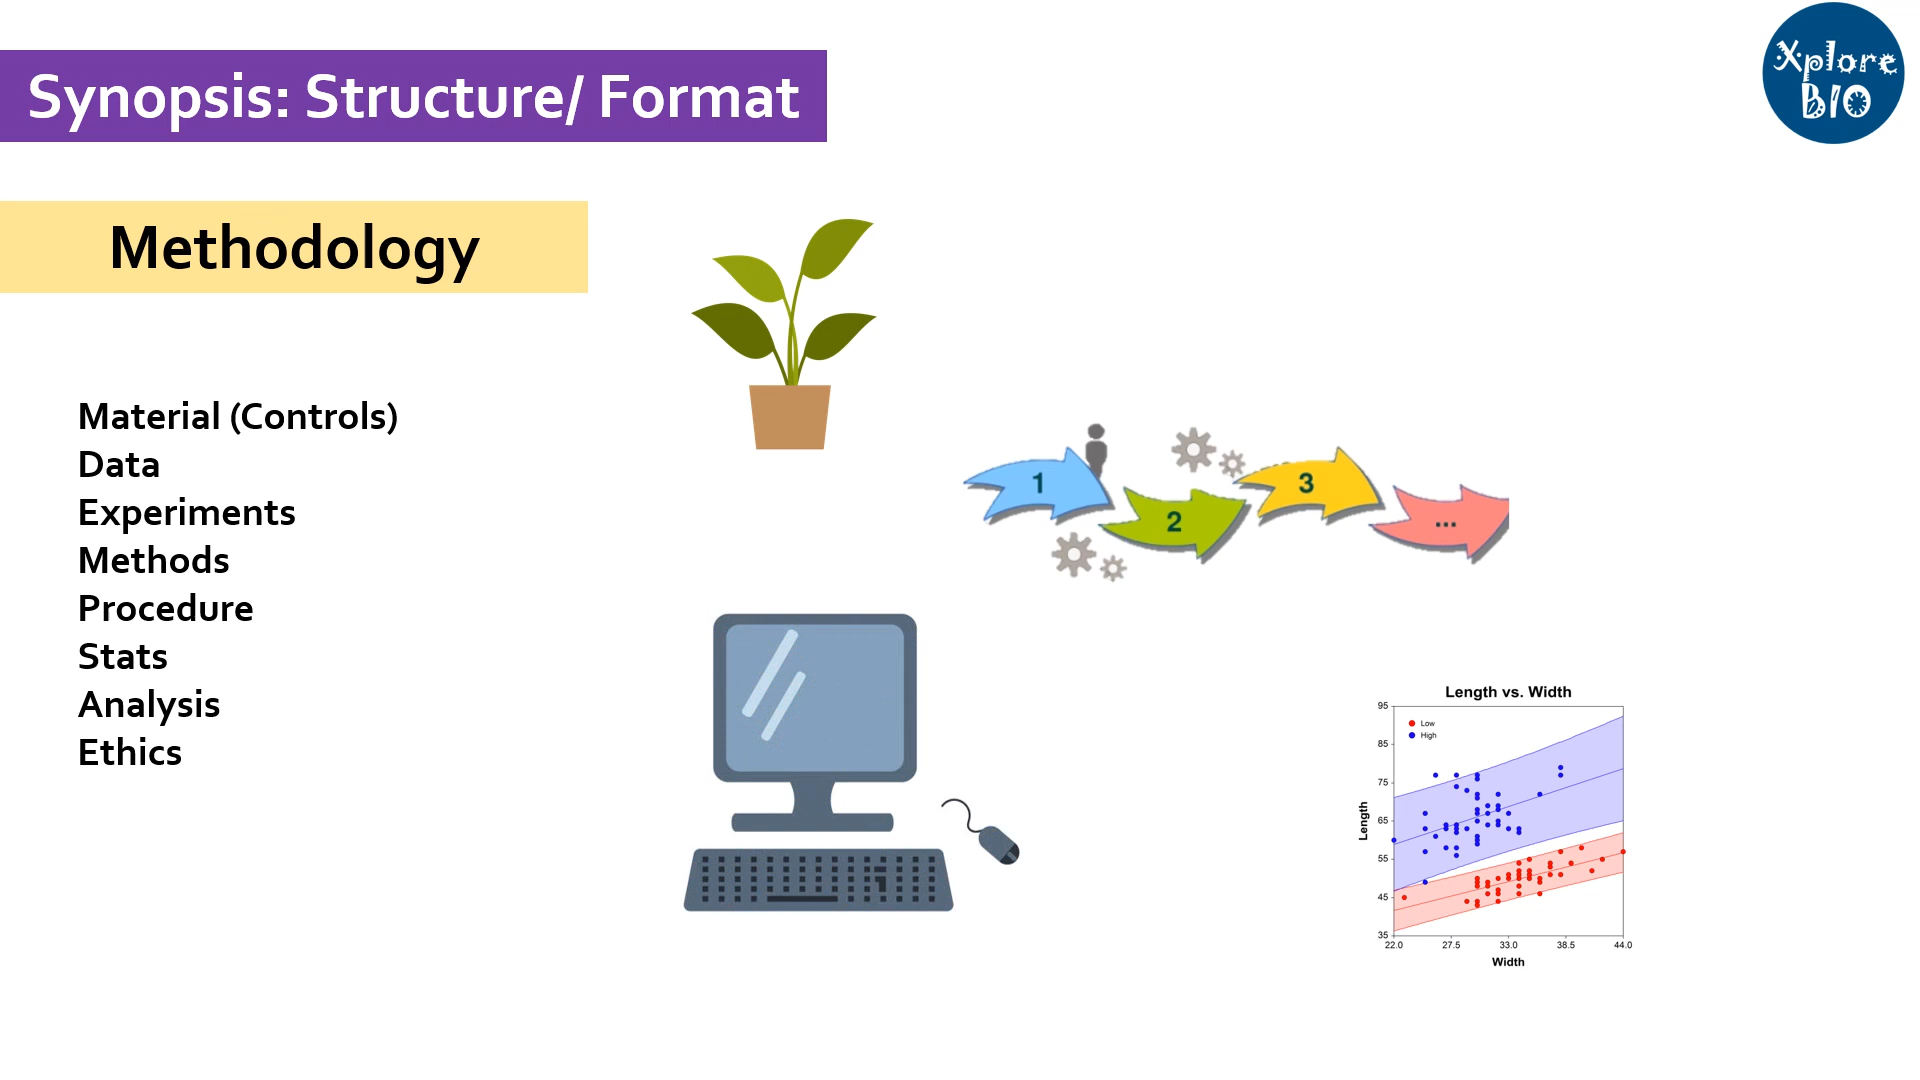 Synopsis: Structure/ Format
Xplore
BIO
Methodology
Material (Controls)
Data
Experiments
Methods
Procedure
Stats
Analysis
Ethics
1
2
3
...
Length vs. Width
Low
High
95
85
75
65
55
45
35
Length
22.0 27.5 33.0 38.5 44.0
Width